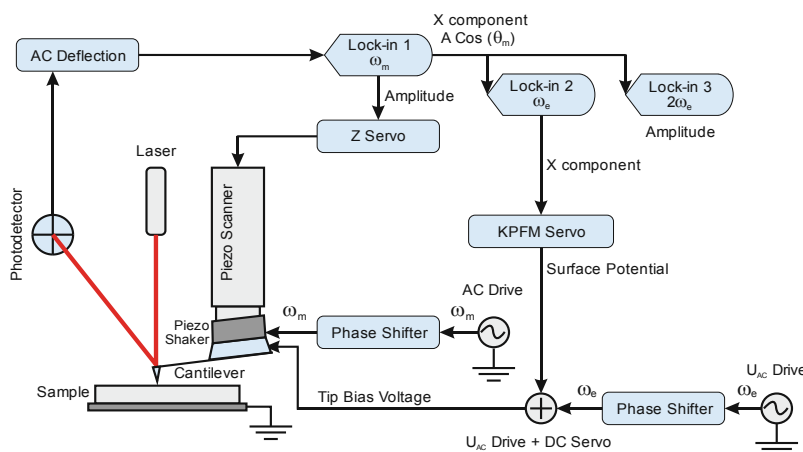 X component
A Cos (θm)
AC Deflection
Lock-in 1
ωm
Lock-in 2
ωe
Lock-in 3
2ωe
Amplitude
Amplitude
Z Servo
Laser
X component
Photodetector
Piezo Scanner
KPFM Servo
Surface Potential
AC Drive
Piezo
Shaker
ωm
Phase Shifter
ωm
Cantilever
Sample
Tip Bias Voltage
UAC Drive
ωe
Phase Shifter
ωe
UAC Drive + DC Servo